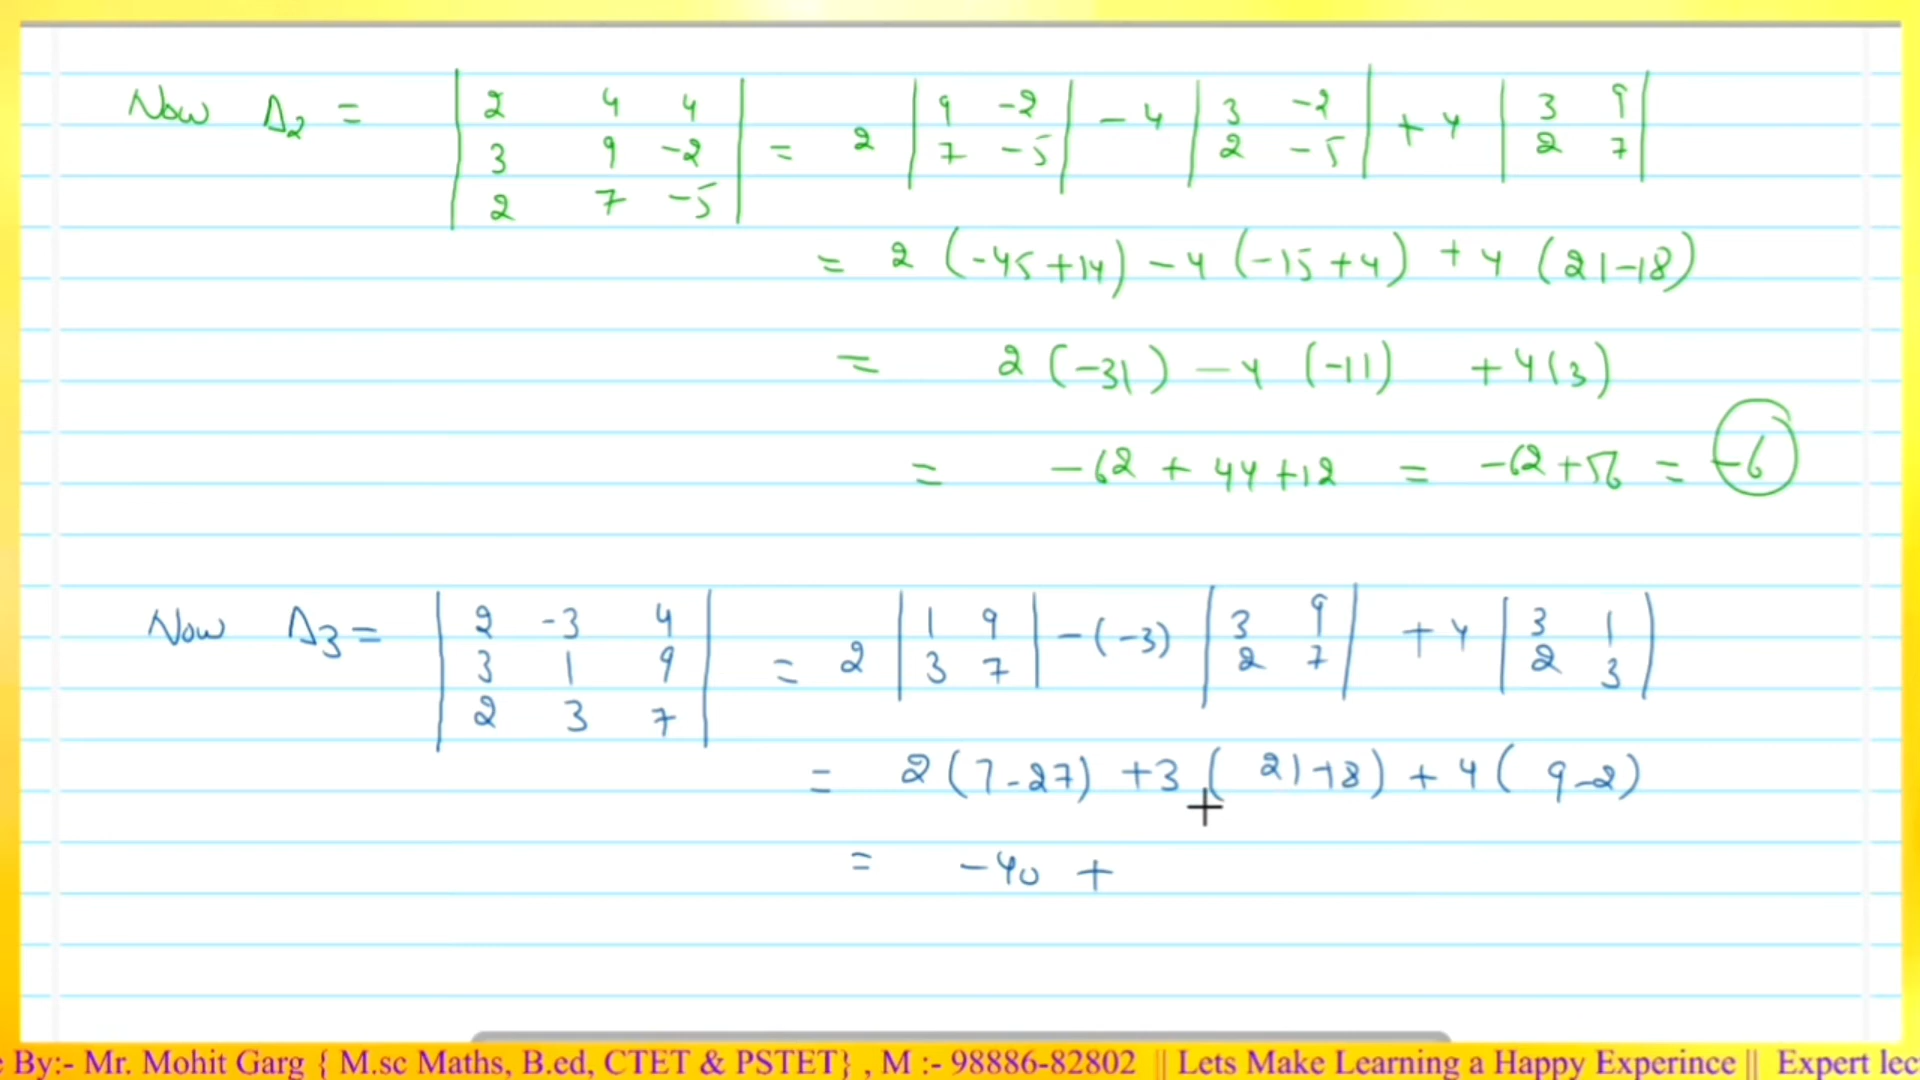 Now Δ2 = | 2 4 4 | = 2 | 9 -2 | - 4 | 3 -2 | + 4 | 3 9 |
| 3 9 -2 | | 7 -5 | | 2 -5 | | 2 7 |
| 2 7 -5 |
= 2 (-45+14) - 4 (-15+4) + 4 (21-18)
= 2 (-31) - 4 (-11) + 4(3)
= -62 + 44 + 12 = -62 + 56 = -6
Now Δ3 = | 2 -3 4 | = 2 | 1 9 | - (-3) | 3 9 | + 4 | 3 1 |
| 3 1 9 | | 3 7 | | 2 7 | | 2 3 |
| 2 3 7 |
= 2 (7-27) + 3 ( 21-18) + 4 ( 9-2)
= -40 +
e By:- Mr. Mohit Garg { M.sc Maths, B.ed, CTET & PSTET} , M :- 98886-82802 || Lets Make Learning a Happy Experince || Expert lec